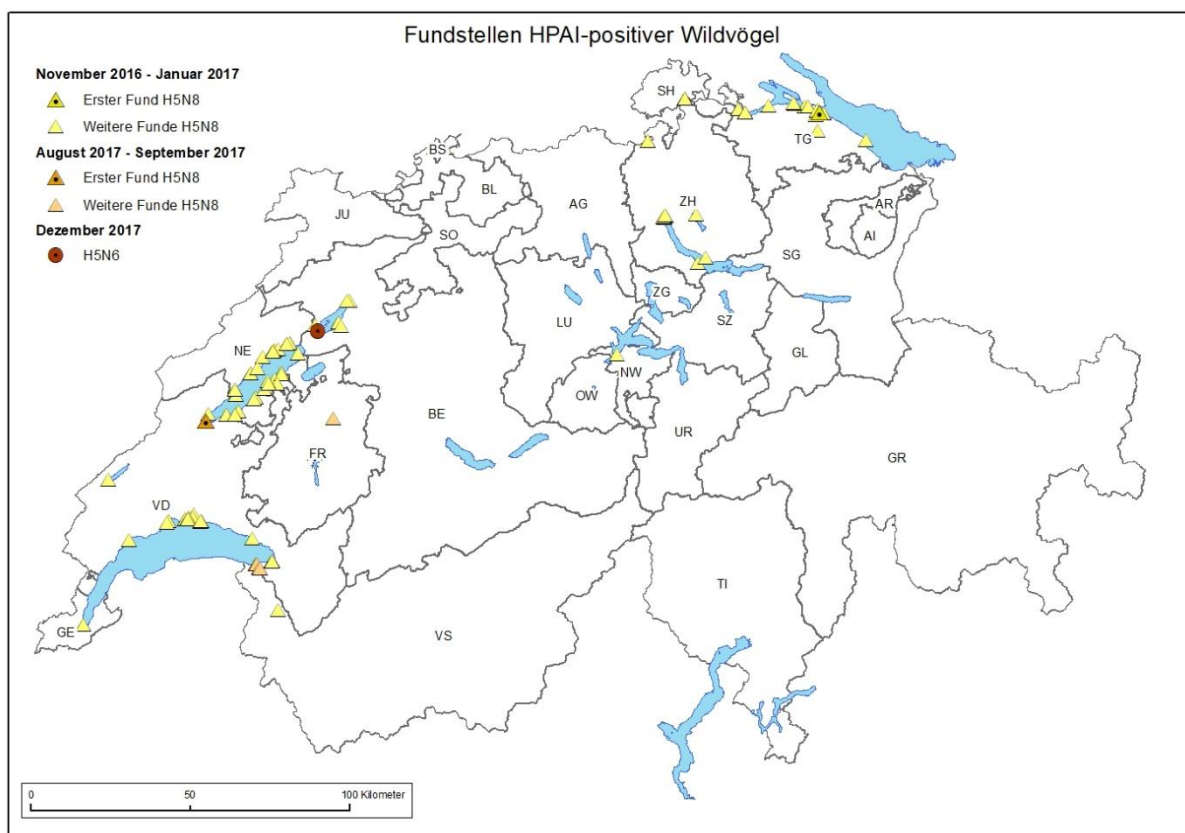 Fundstellen HPAI-positiver Wildvögel
November 2016 - Januar 2017
Erster Fund H5N8
Weitere Funde H5N8
August 2017 - September 2017
Erster Fund H5N8
Weitere Funde H5N8
Dezember 2017
H5N6
SH
TG
BS
BL
AG
ZH
AR
AI
JU
SO
SG
ZG
LU
SZ
NE
GL
NW
OW
BE
UR
GR
FR
VD
TI
GE
VS
0 50 100 Kilometer